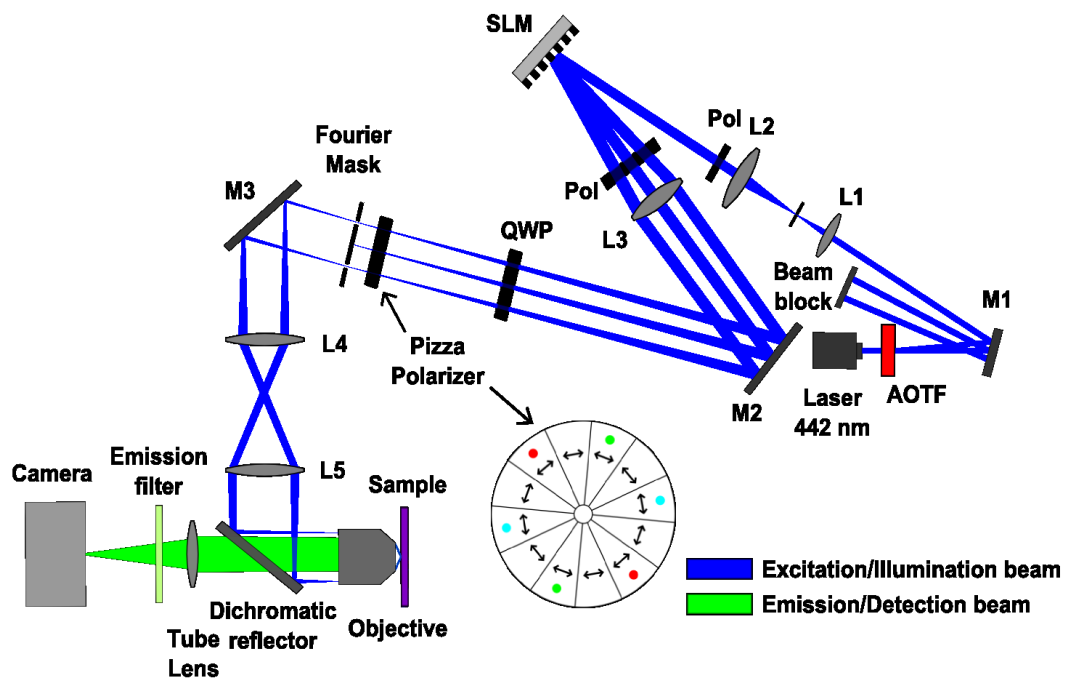 SLM
Pol
L2
Fourier
Mask
L1
M3
Pol
QWP
L3
Beam
block
M1
L4
Pizza
Polarizer
M2
Laser
442 nm
AOTF
Camera
Emission
filter
L5
Sample
Excitation/Illumination beam
Emission/Detection beam
Dichromatic
reflector
Objective
Tube
Lens